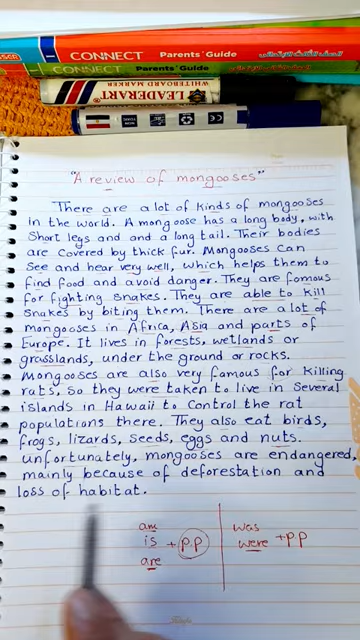 CONNECT Parents' Guide
CONNECT Parents' Guide
LEADERART WHITEBOARD MARKER
"A review of mongooses"
There are a lot of kinds of mongooses
in the world. A mongoose has a long body, with
short legs and and a long tail. Their bodies
are covered by thick fur. Mongooses can
see and hear very well, which helps them to
find food and avoid danger. They are famous
for fighting snakes. They are able to kill
snakes by biting them. There are a lot of
mongooses in Africa, Asia and parts of
Europe. It lives in forests, wetlands or
grasslands, under the ground or rocks.
Mongooses are also very famous for killing
rats, so they were taken to live in several
islands in Hawaii to control the rat
populations there. They also eat birds,
frogs, lizards, seeds, eggs and nuts.
Unfortunately, mongooses are endangered,
mainly because of deforestation and
loss of habitat.
am
is + p.p
are
was
were + p p